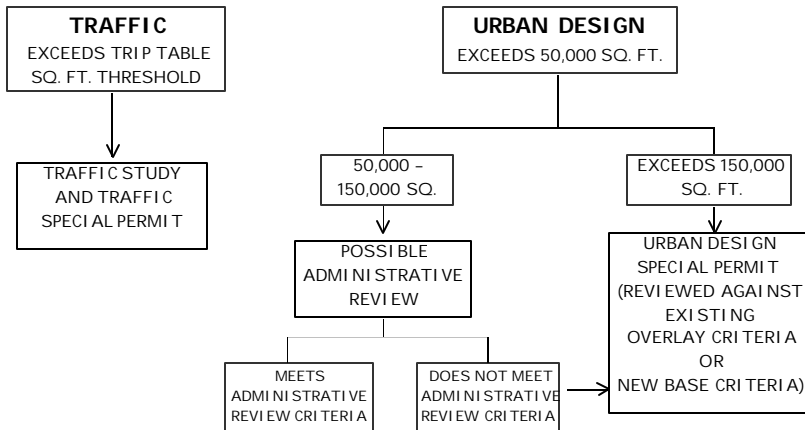 TRAFFIC
EXCEEDS TRIP TABLE
SQ. FT. THRESHOLD
TRAFFIC STUDY
AND TRAFFIC
SPECIAL PERMIT
URBAN DESIGN
EXCEEDS 50,000 SQ. FT.
50,000 –
150,000 SQ.
EXCEEDS 150,000
SQ. FT.
POSSIBLE
ADMINISTRATIVE
REVIEW
URBAN DESIGN
SPECIAL PERMIT
(REVIEWED AGAINST
EXISTING
OVERLAY CRITERIA
OR
NEW BASE CRITERIA)
MEETS
ADMINISTRATIVE
REVIEW CRITERIA
DOES NOT MEET
ADMINISTRATIVE
REVIEW CRITERIA